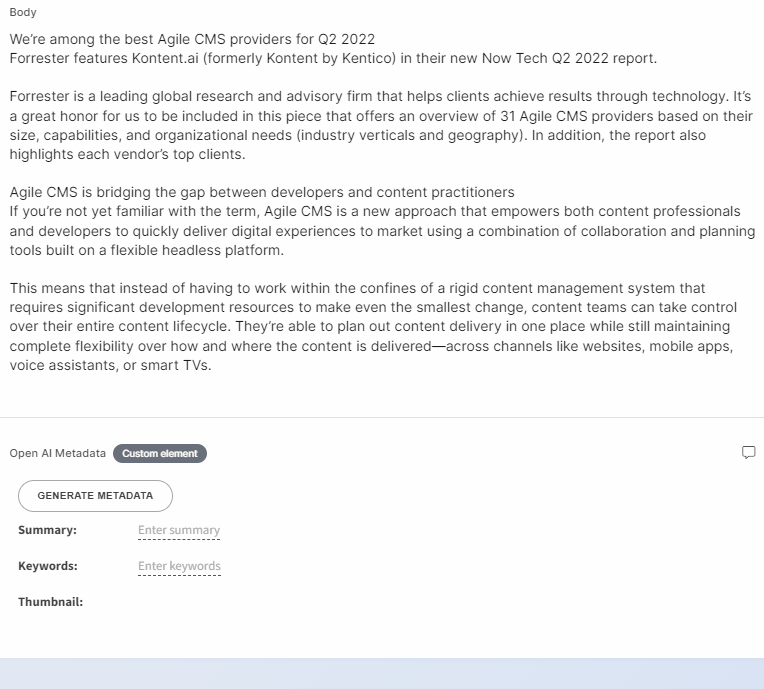 Body
We’re among the best Agile CMS providers for Q2 2022
Forrester features Kontent.ai (formerly Kontent by Kentico) in their new Now Tech Q2 2022 report.
Forrester is a leading global research and advisory firm that helps clients achieve results through technology. It’s
a great honor for us to be included in this piece that offers an overview of 31 Agile CMS providers based on their
size, capabilities, and organizational needs (industry verticals and geography). In addition, the report also
highlights each vendor’s top clients.
Agile CMS is bridging the gap between developers and content practitioners
If you’re not yet familiar with the term, Agile CMS is a new approach that empowers both content professionals
and developers to quickly deliver digital experiences to market using a combination of collaboration and planning
tools built on a flexible headless platform.
This means that instead of having to work within the confines of a rigid content management system that
requires significant development resources to make even the smallest change, content teams can take control
over their entire content lifecycle. They’re able to plan out content delivery in one place while still maintaining
complete flexibility over how and where the content is delivered—across channels like websites, mobile apps,
voice assistants, or smart TVs.
Open AI Metadata Custom element
GENERATE METADATA
Summary: Enter summary
Keywords: Enter keywords
Thumbnail: